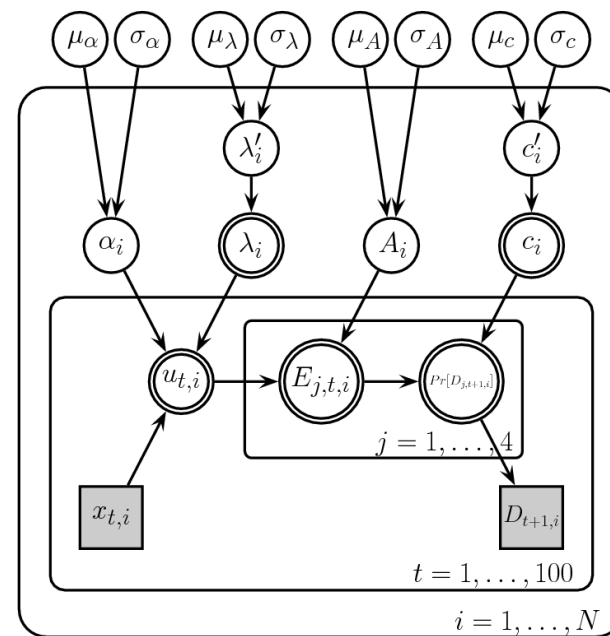 μ_α σ_α μ_λ σ_λ μ_A σ_A μ_c σ_c
λ'_i c'_i
α_i λ_i A_i c_i
u_{t,i} E_{j,t,i} Pr[D_{j,t+1,i}]
j = 1, . . . , 4
x_{t,i} D_{t+1,i}
t = 1, . . . , 100
i = 1, . . . , N